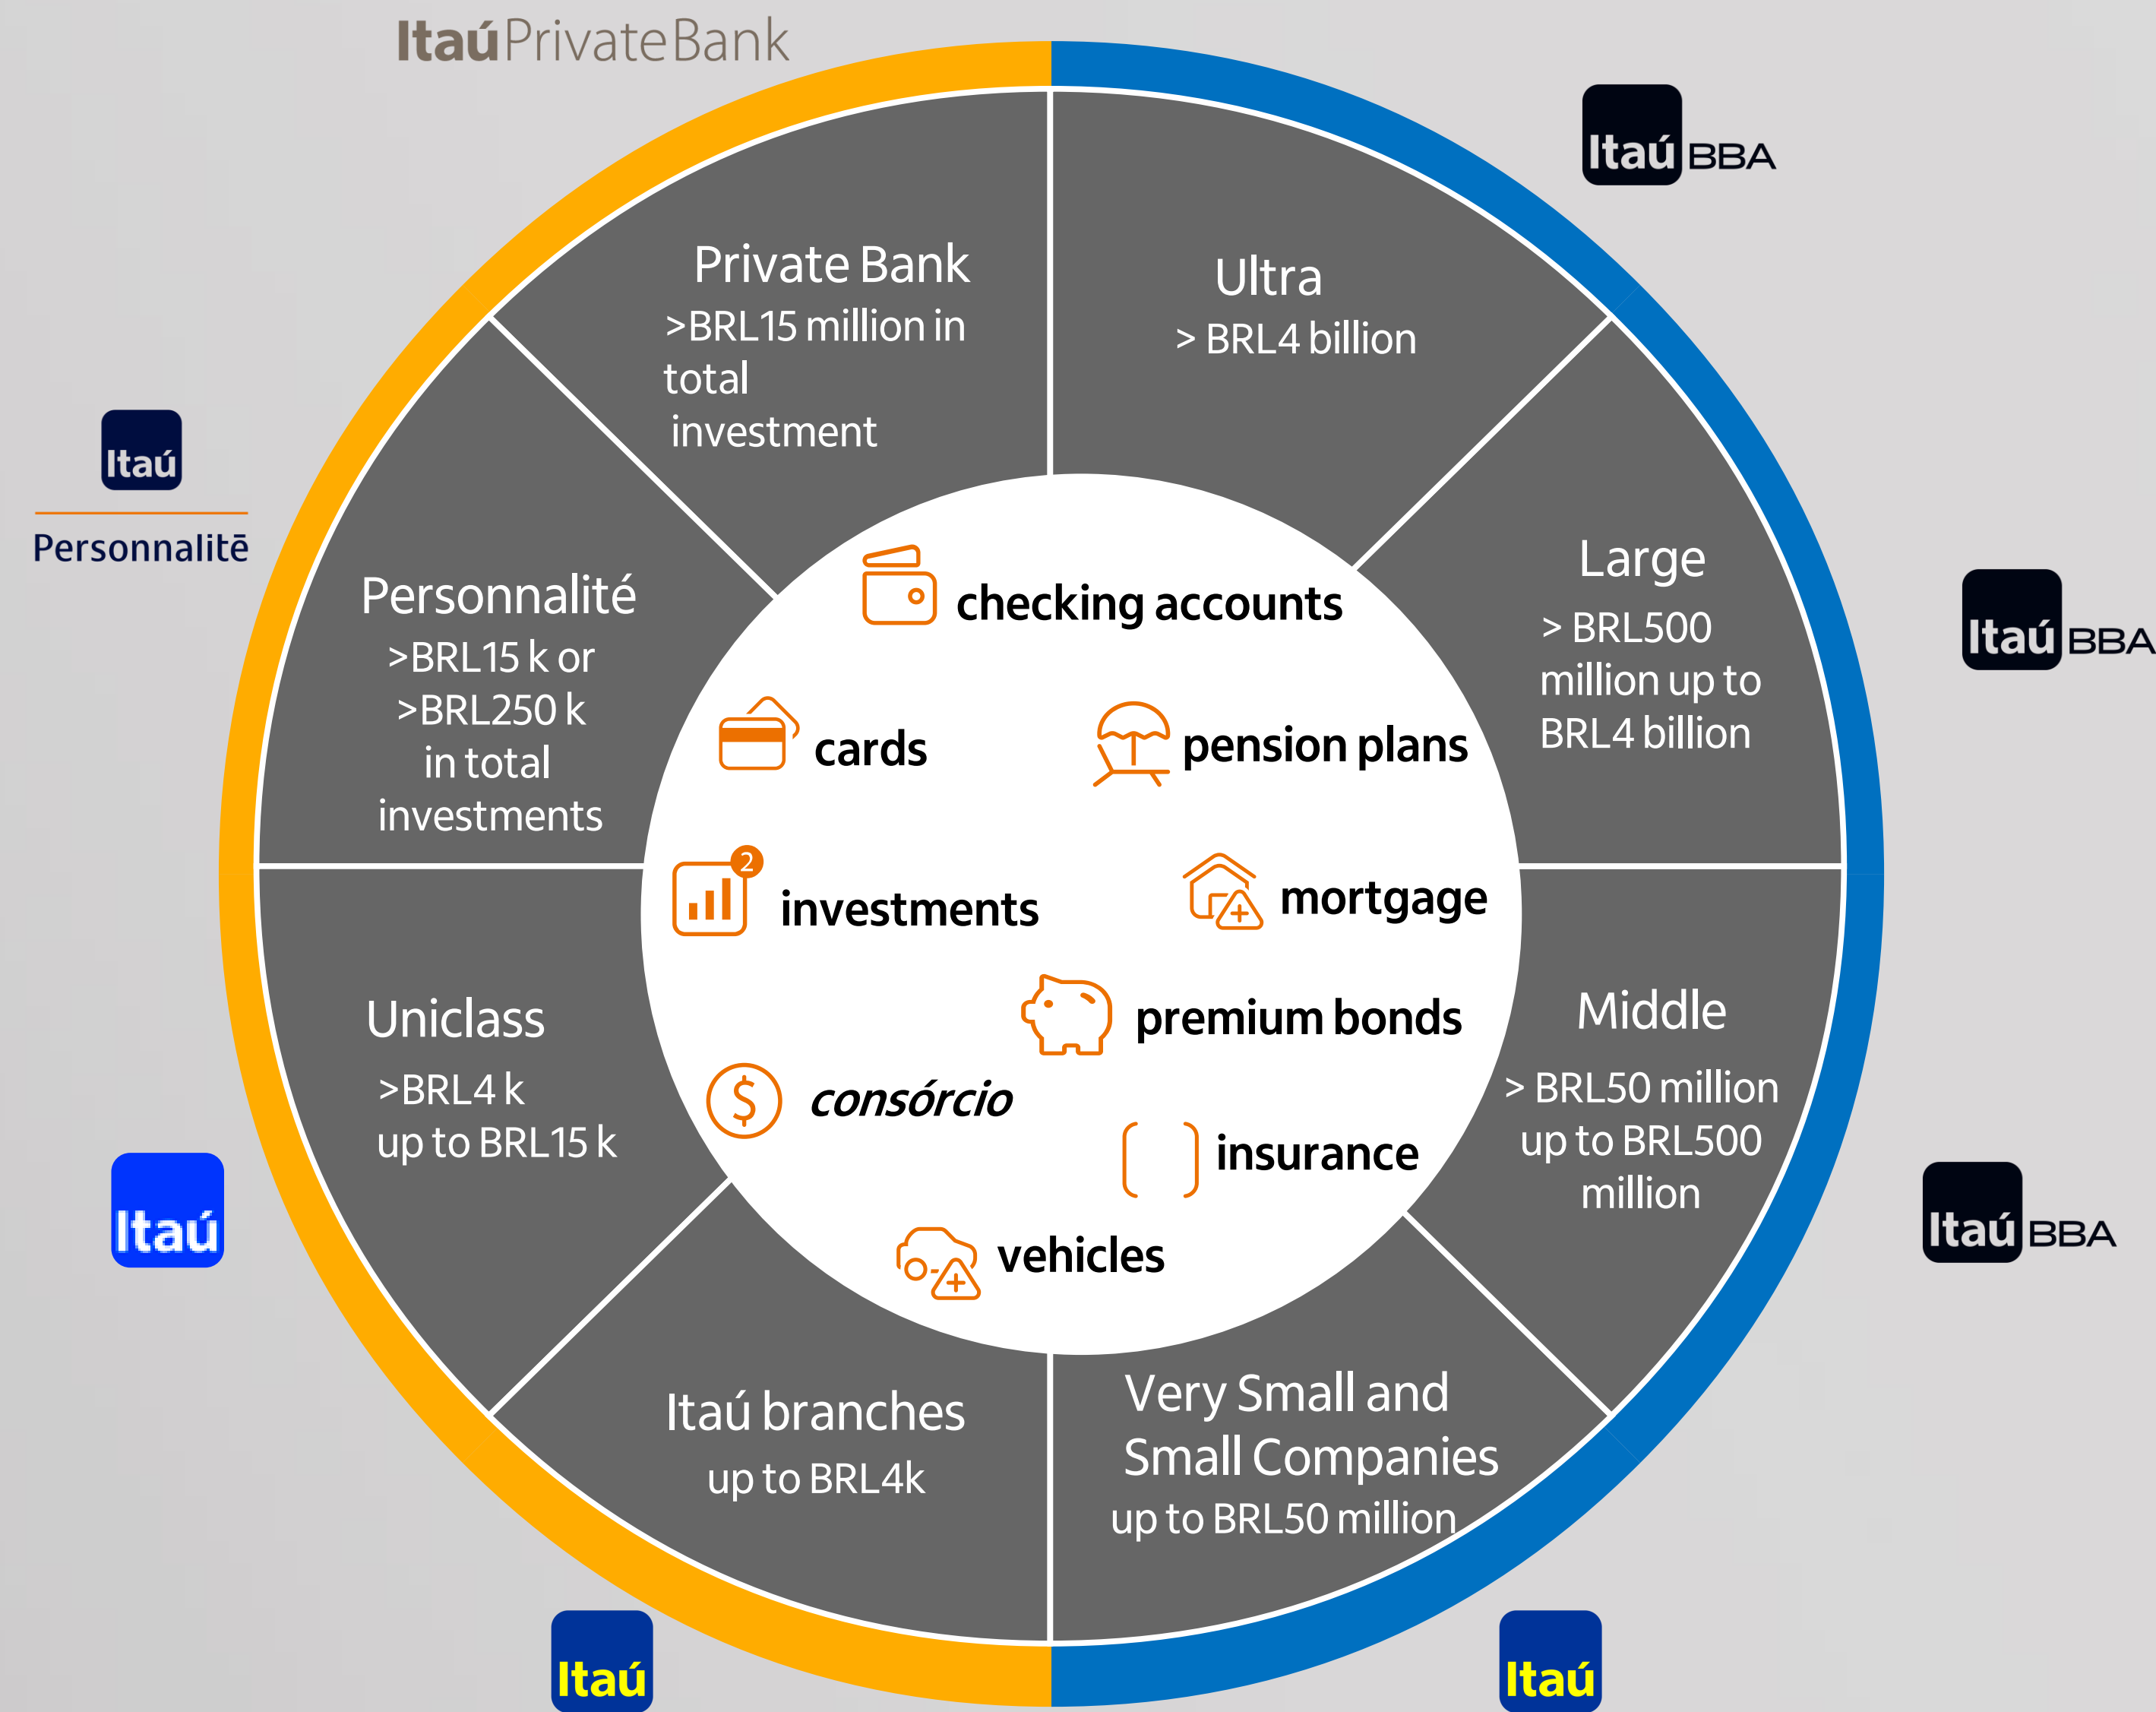 ItaúPrivateBank
Itaú BBA
Private Bank
>BRL15 million in
total
investment
Ultra
> BRL4 billion
Itaú
Personnalitē
Personnalité
>BRL15 k or
>BRL250 k
in total
investments
Large
> BRL500
million up to
BRL4 billion
Itaú BBA
checking accounts
cards
pension plans
2
investments
mortgage
premium bonds
consórcio
insurance
vehicles
Uniclass
>BRL4 k
up to BRL15 k
Itaú
Middle
> BRL50 million
up to BRL500
million
Itaú BBA
Itaú branches
up to BRL4k
Very Small and
Small Companies
up to BRL50 million
Itaú
Itaú